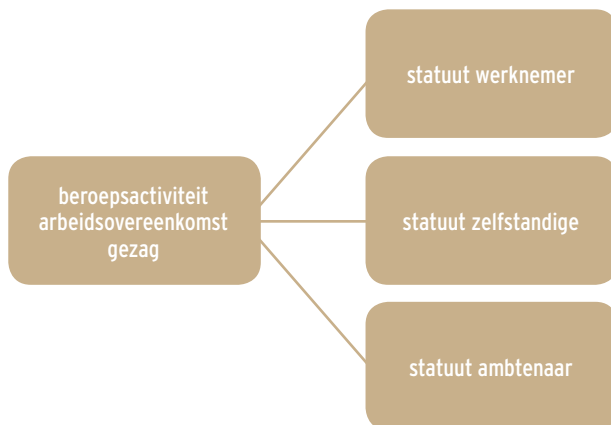 statuut werknemer
beroepsactiviteit
arbeidsovereenkomst
gezag
statuut zelfstandige
statuut ambtenaar